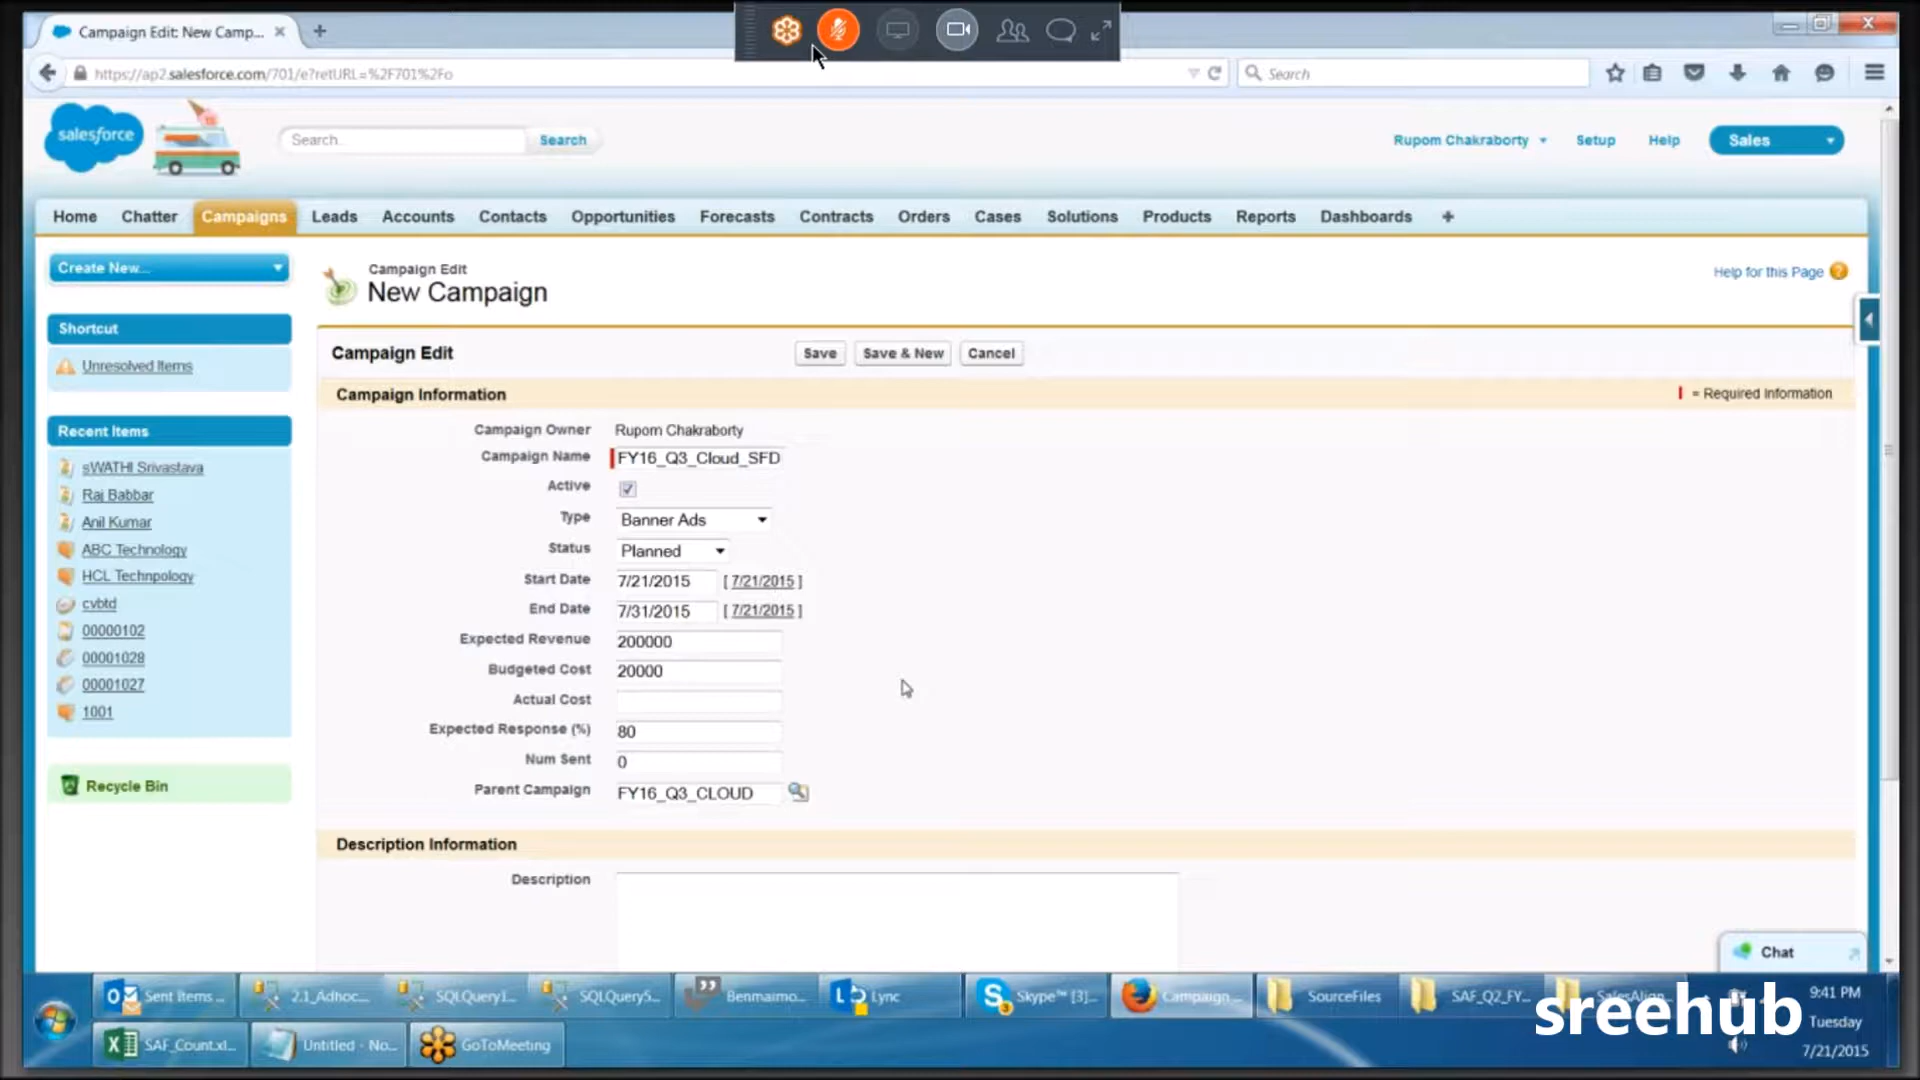 Campaign Edit: New Camp...
https://ap2.salesforce.com/701/e?retURL=%2F701%2Fo
Search
salesforce
Search...
Search
Rupom Chakraborty
Setup
Help
Sales
Home
Chatter
Campaigns
Leads
Accounts
Contacts
Opportunities
Forecasts
Contracts
Orders
Cases
Solutions
Products
Reports
Dashboards
+
Create New...
Shortcut
Unresolved Items
Recent Items
sWATHI Srivastava
Raj Babbar
Anil Kumar
ABC Technology
HCL Technpology
cvbtd
00000102
00001028
00001027
1001
Recycle Bin
Campaign Edit
New Campaign
Help for this Page
Campaign Edit
Save
Save & New
Cancel
Campaign Information
= Required Information
Campaign Owner Rupom Chakraborty
Campaign Name FY16_Q3_Cloud_SFD
Active
Type Banner Ads
Status Planned
Start Date 7/21/2015 [ 7/21/2015 ]
End Date 7/31/2015 [ 7/21/2015 ]
Expected Revenue 200000
Budgeted Cost 20000
Actual Cost
Expected Response (%) 80
Num Sent 0
Parent Campaign FY16_Q3_CLOUD
Description Information
Description
Chat
Sent Items ...
2.1_Adhoc...
SQLQuery1...
SQLQuery5...
Benmaimo...
Lync
Skype™ [3]...
Campaign ...
SourceFiles
SAF_Q2_FY...
SalesAlign...
SAF_Count.xl...
Untitled - No...
GoToMeeting
sreehub
9:41 PM
Tuesday
7/21/2015